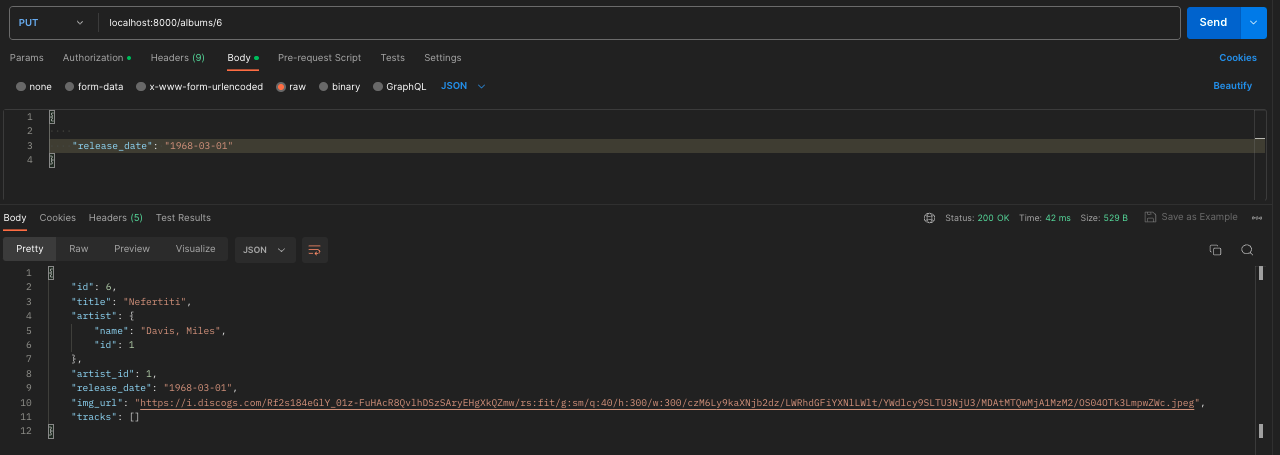 PUT localhost:8000/albums/6 Send
Params Authorization Headers (9) Body Pre-request Script Tests Settings Cookies
none form-data x-www-form-urlencoded raw binary GraphQL JSON Beautify
1 {
2
3 "release_date": "1968-03-01"
4 }
Body Cookies Headers (5) Test Results Status: 200 OK Time: 42 ms Size: 529 B Save as Example
Pretty Raw Preview Visualize JSON
1 {
2 "id": 6,
3 "title": "Nefertiti",
4 "artist": {
5 "name": "Davis, Miles",
6 "id": 1
7 },
8 "artist_id": 1,
9 "release_date": "1968-03-01",
10 "img_url": "https://i.discogs.com/Rf2s184eGlY_01z-FuHAcR8QvlhDSzSAryEHgXkQZmw/rs:fit/g:sm/q:40/h:300/w:300/czM6Ly9kaXNjb2dz/LWRhdGFiYXNlLWlt/YWdlcy9SLTU3NjU3/MDAtMTQwMjA1MzM2/OS04OTk3LmpwZWc.jpeg",
11 "tracks": []
12 }